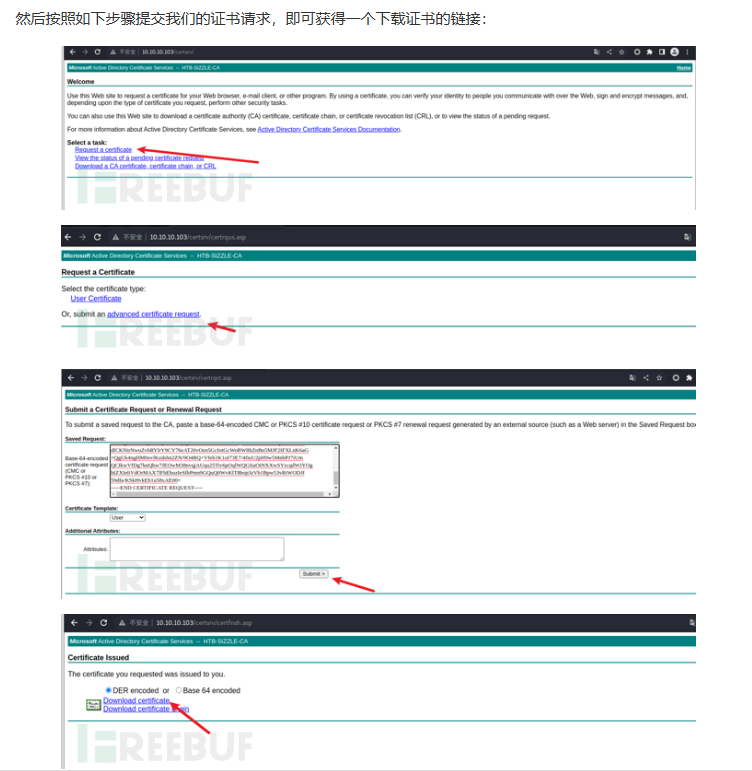 然后按照如下步骤提交我们的证书请求，即可获得一个下载证书的链接：
不安全 | 10.10.10.103/certsrv/
Microsoft Active Directory Certificate Services -- HTB-SIZZLE-CA Home
Welcome
Use this Web site to request a certificate for your Web browser, e-mail client, or other program. By using a certificate, you can verify your identity to people you communicate with over the Web, sign and encrypt messages, and,
depending upon the type of certificate you request, perform other security tasks.
You can also use this Web site to download a certificate authority (CA) certificate, certificate chain, or certificate revocation list (CRL), or to view the status of a pending request.
For more information about Active Directory Certificate Services, see Active Directory Certificate Services Documentation.
Select a task:
Request a certificate
View the status of a pending certificate request
Download a CA certificate, certificate chain, or CRL
REEBUF
不安全 | 10.10.10.103/certsrv/certrqus.asp
Microsoft Active Directory Certificate Services -- HTB-SIZZLE-CA
Request a Certificate
Select the certificate type:
User Certificate
Or, submit an advanced certificate request.
REEBUF
不安全 | 10.10.10.103/certsrv/certrqxt.asp
Microsoft Active Directory Certificate Services -- HTB-SIZZLE-CA
Submit a Certificate Request or Renewal Request
To submit a saved request to the CA, paste a base-64-encoded CMC or PKCS #10 certificate request or PKCS #7 renewal request generated by an external source (such as a Web server) in the Saved Request box
Saved Request:
Base-64-encoded
certificate request
(CMC or
PKCS #10 or
PKCS #7):
-----END CERTIFICATE REQUEST-----
Certificate Template:
User
Additional Attributes:
Attributes:
Submit >
REEBUF
不安全 | 10.10.10.103/certsrv/certfnsh.asp
Microsoft Active Directory Certificate Services -- HTB-SIZZLE-CA
Certificate Issued
The certificate you requested was issued to you.
DER encoded or Base 64 encoded
Download certificate
Download certificate chain
REEBUF